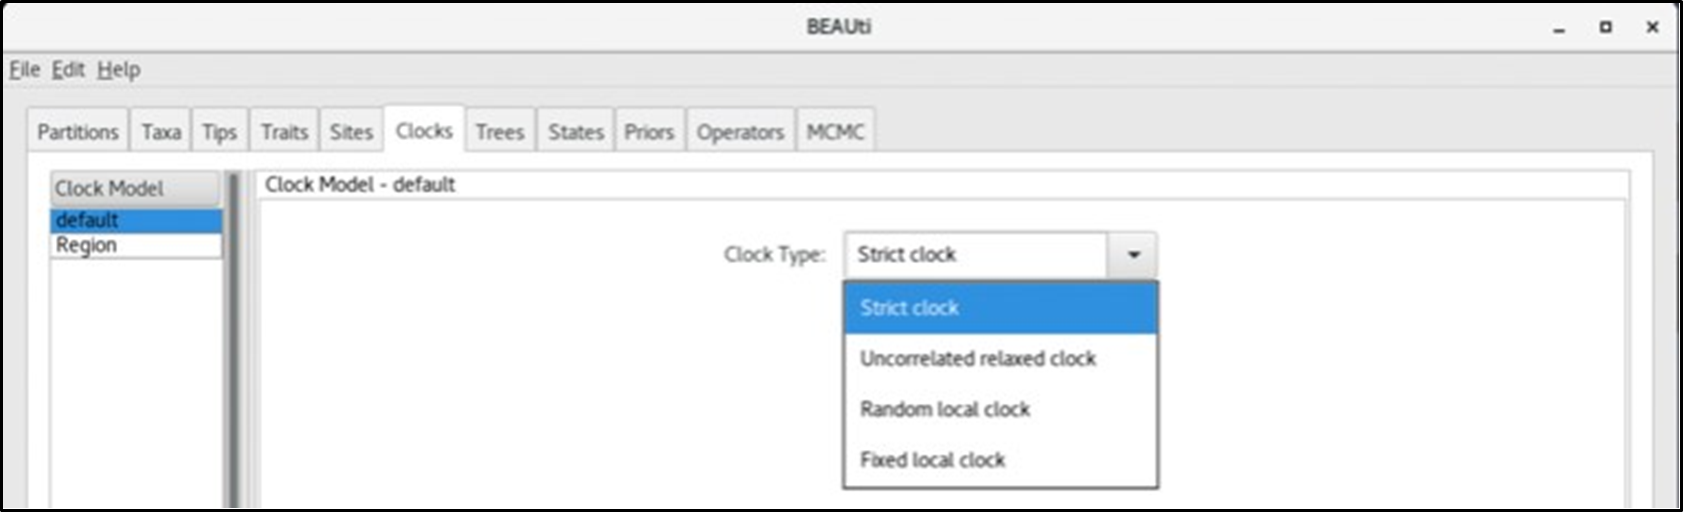 BEAUti
File Edit Help
Partitions Taxa Tips Traits Sites Clocks Trees States Priors Operators MCMC
Clock Model
default
Region
Clock Model - default
Clock Type: Strict clock
Strict clock
Uncorrelated relaxed clock
Random local clock
Fixed local clock